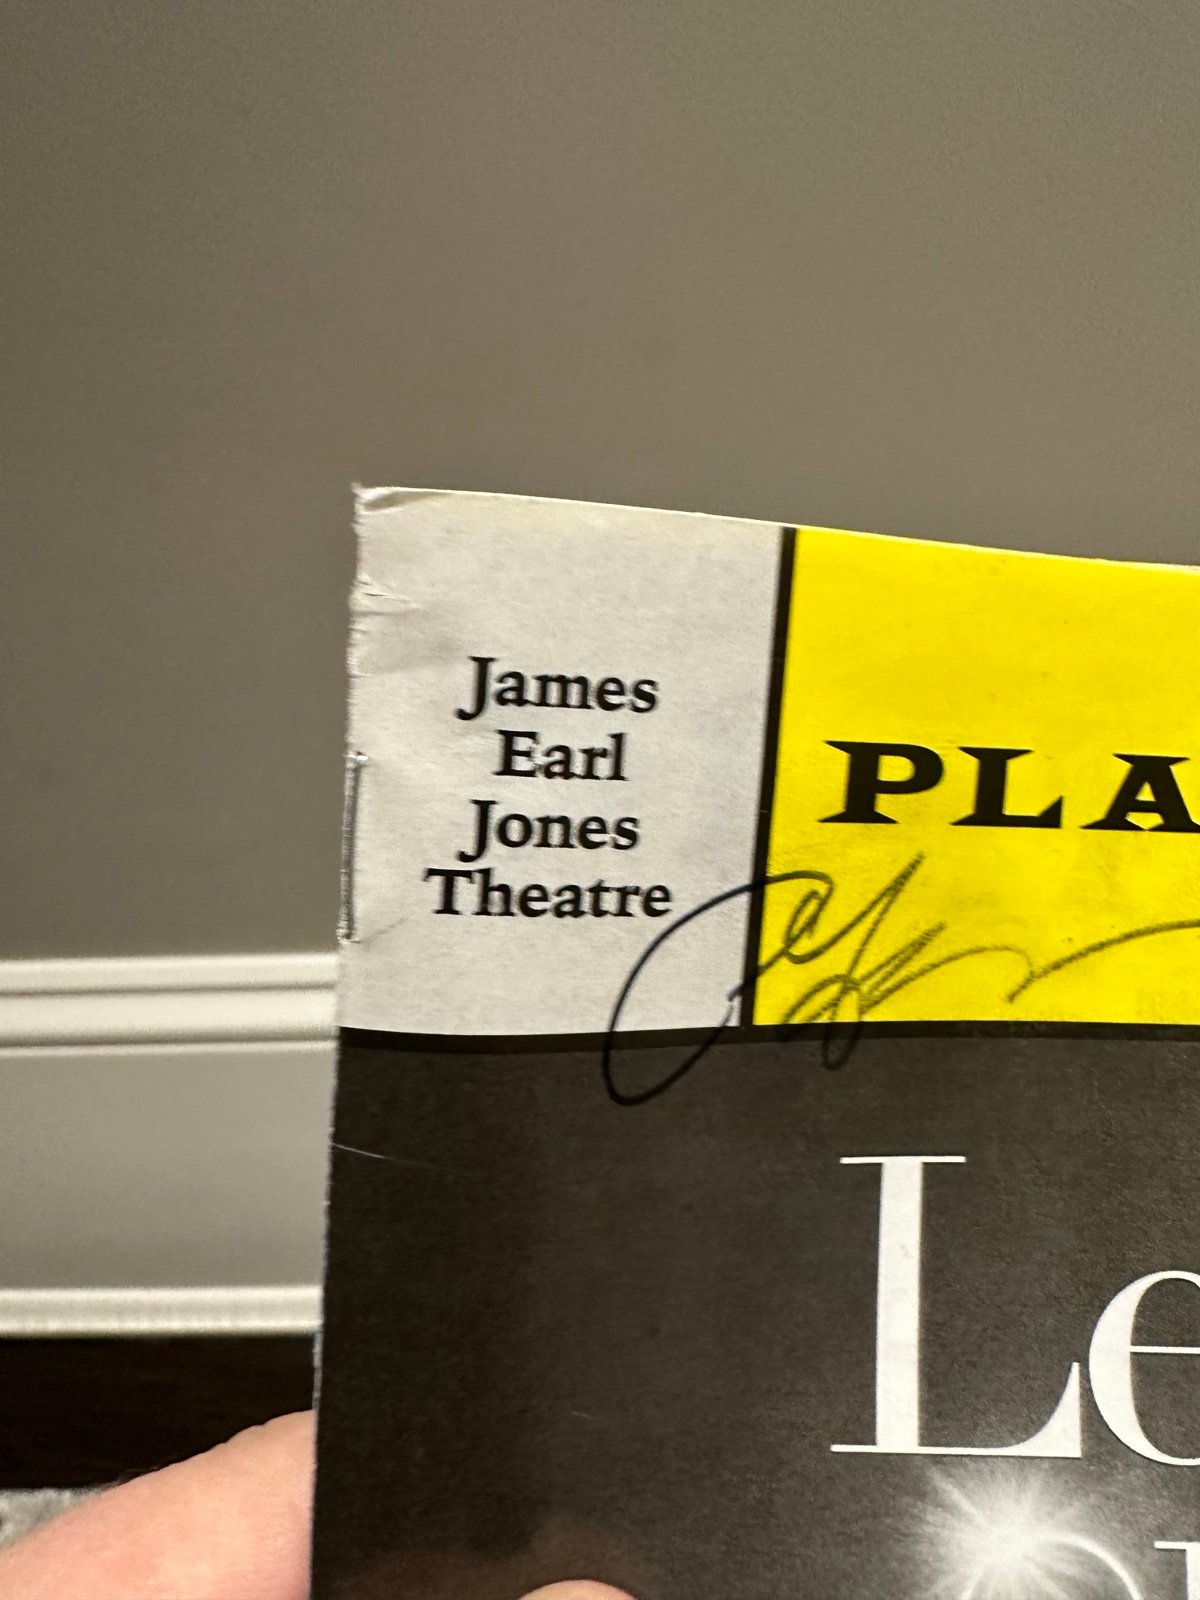 James
Earl
Jones
Theatre
PLA
Le